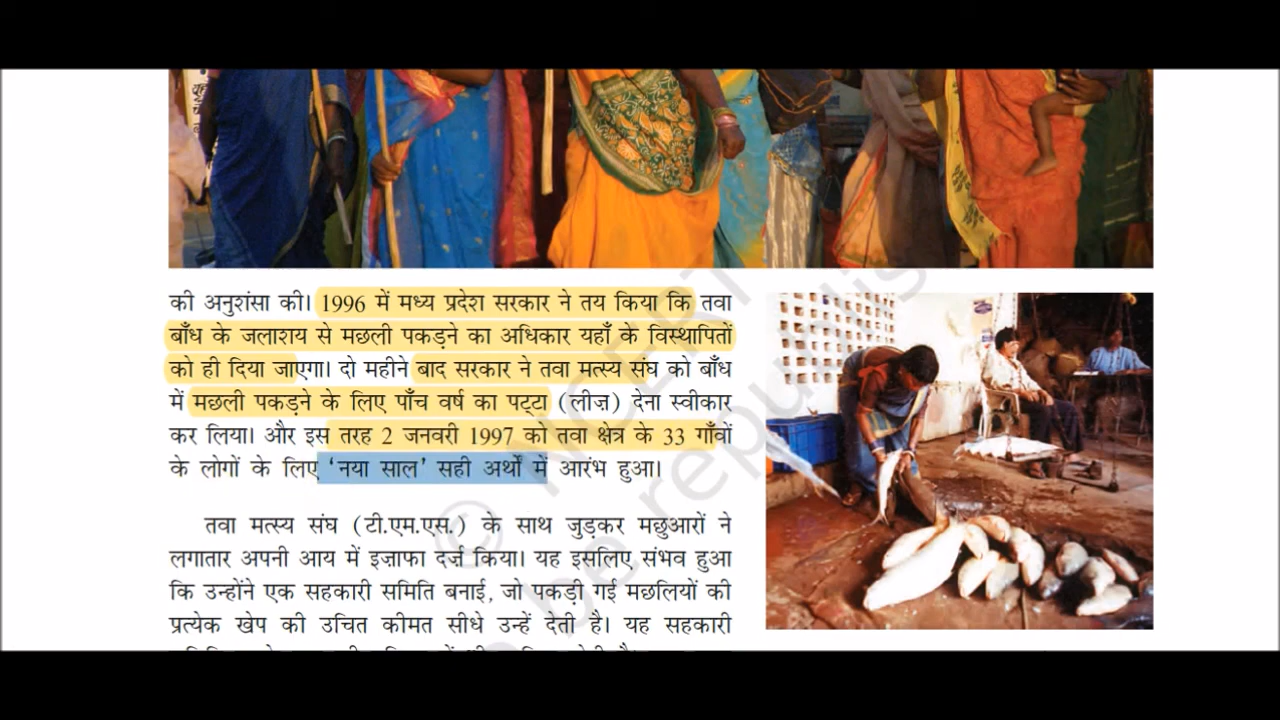 की अनुशंसा की। 1996 में मध्य प्रदेश सरकार ने तय किया कि तवा
बाँध के जलाशय से मछली पकड़ने का अधिकार यहाँ के विस्थापितों
को ही दिया जाएगा। दो महीने बाद सरकार ने तवा मत्स्य संघ को बाँध
में मछली पकड़ने के लिए पाँच वर्ष का पट्टा (लीज़) देना स्वीकार
कर लिया। और इस तरह 2 जनवरी 1997 को तवा क्षेत्र के 33 गाँवों
के लोगों के लिए ‘नया साल’ सही अर्थों में आरंभ हुआ।
तवा मत्स्य संघ (टी.एम.एस.) के साथ जुड़कर मछुआरों ने
लगातार अपनी आय में इज़ाफा दर्ज़ किया। यह इसलिए संभव हुआ
कि उन्होंने एक सहकारी समिति बनाई, जो पकड़ी गई मछलियों की
प्रत्येक खेप की उचित कीमत सीधे उन्हें देती है। यह सहकारी
© NCERT
be republis